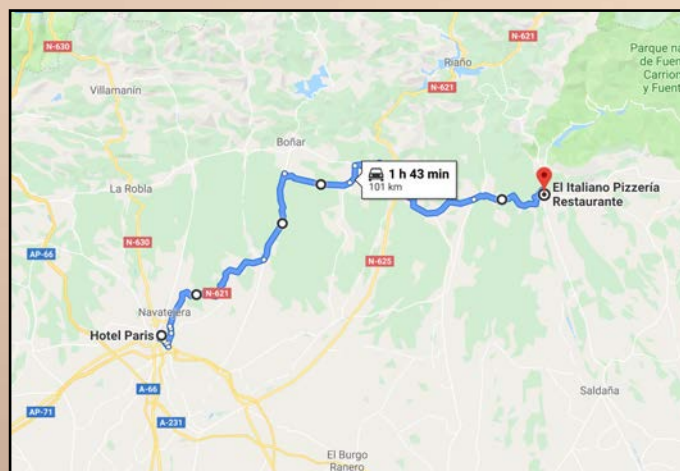 N-630
N-621
Riaño
Parque na
de Fuen
Carrion
y Fuent
Villamanín
N-621
Boñar
1 h 43 min
101 km
La Robla
El Italiano Pizzería
Restaurante
N-630
AP-66
N-625
N-621
Navatejera
Hotel Paris
A-66
Saldaña
AP-71
A-231
El Burgo
Ranero